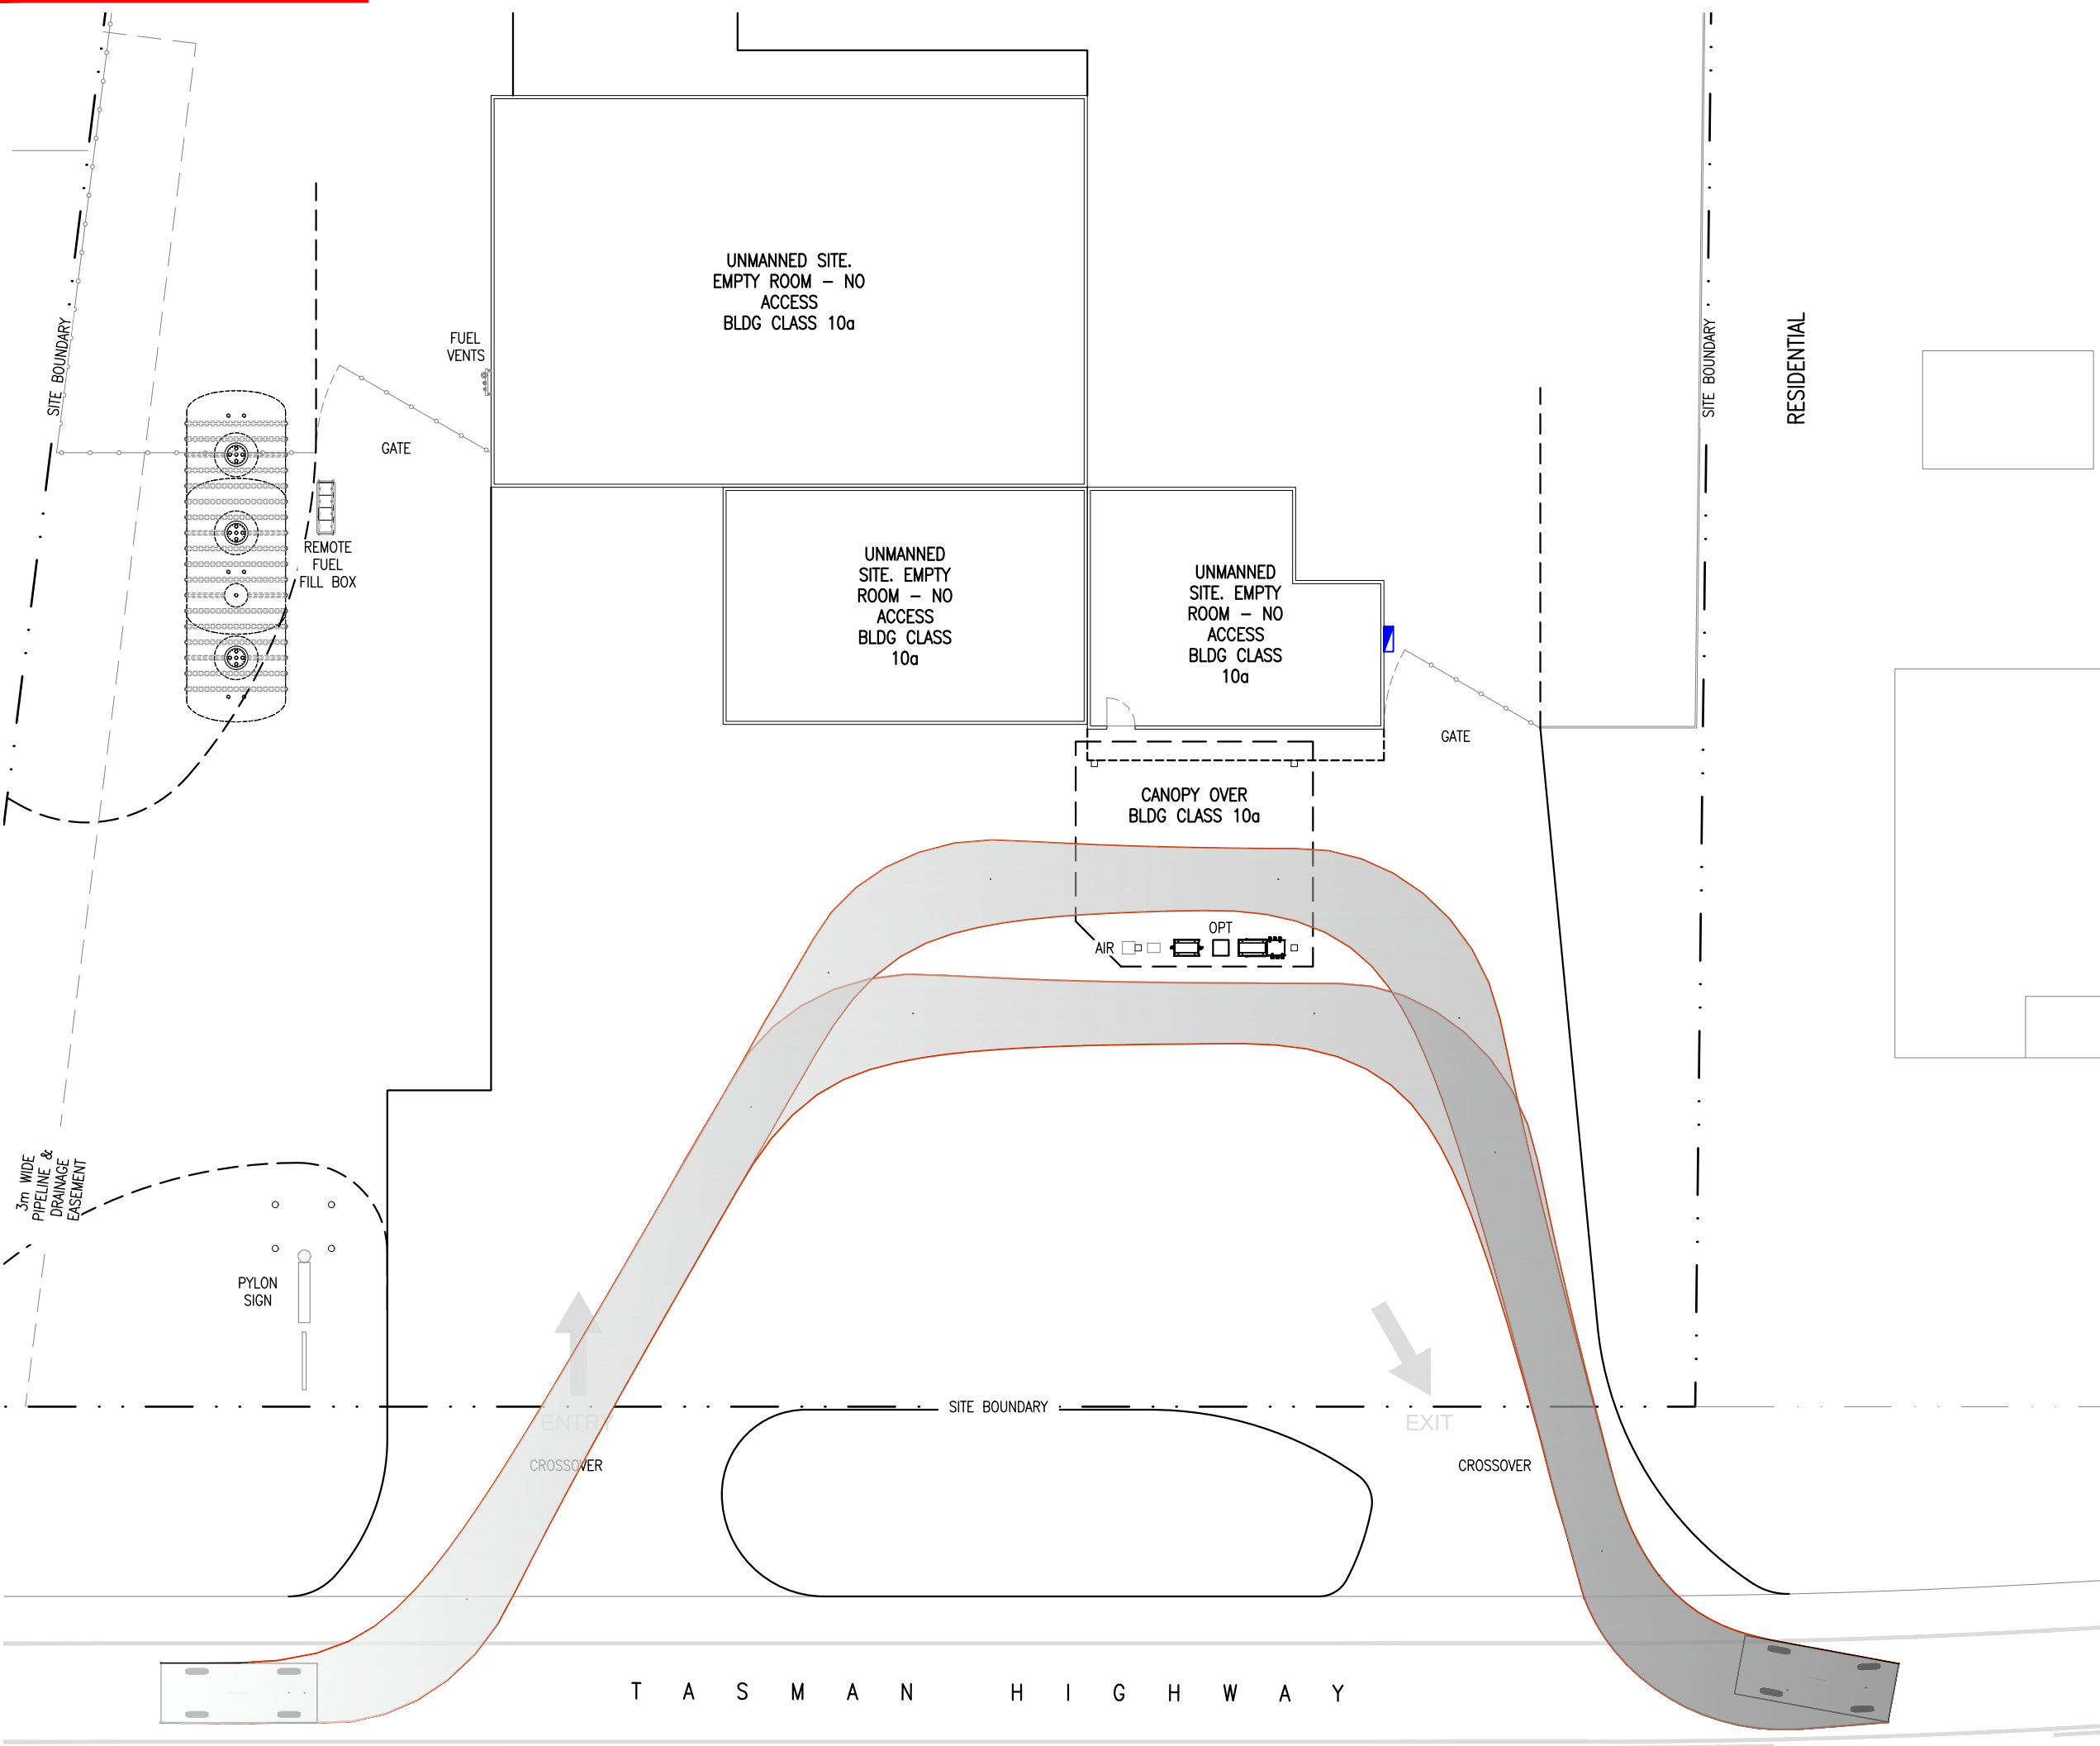 UNMANNED SITE.
EMPTY ROOM – NO
ACCESS
BLDG CLASS 10a
FUEL
VENTS
SITE BOUNDARY
SITE BOUNDARY
RESIDENTIAL
GATE
REMOTE
FUEL
FILL BOX
UNMANNED
SITE. EMPTY
ROOM – NO
ACCESS
BLDG CLASS
10a
UNMANNED
SITE. EMPTY
ROOM – NO
ACCESS
BLDG CLASS
10a
GATE
CANOPY OVER
BLDG CLASS 10a
OPT
AIR
3m WIDE
PIPELINE &
DRAINAGE
EASEMENT
PYLON
SIGN
SITE BOUNDARY
ENTRY
EXIT
CROSSOVER
CROSSOVER
TASMAN HIGHWAY